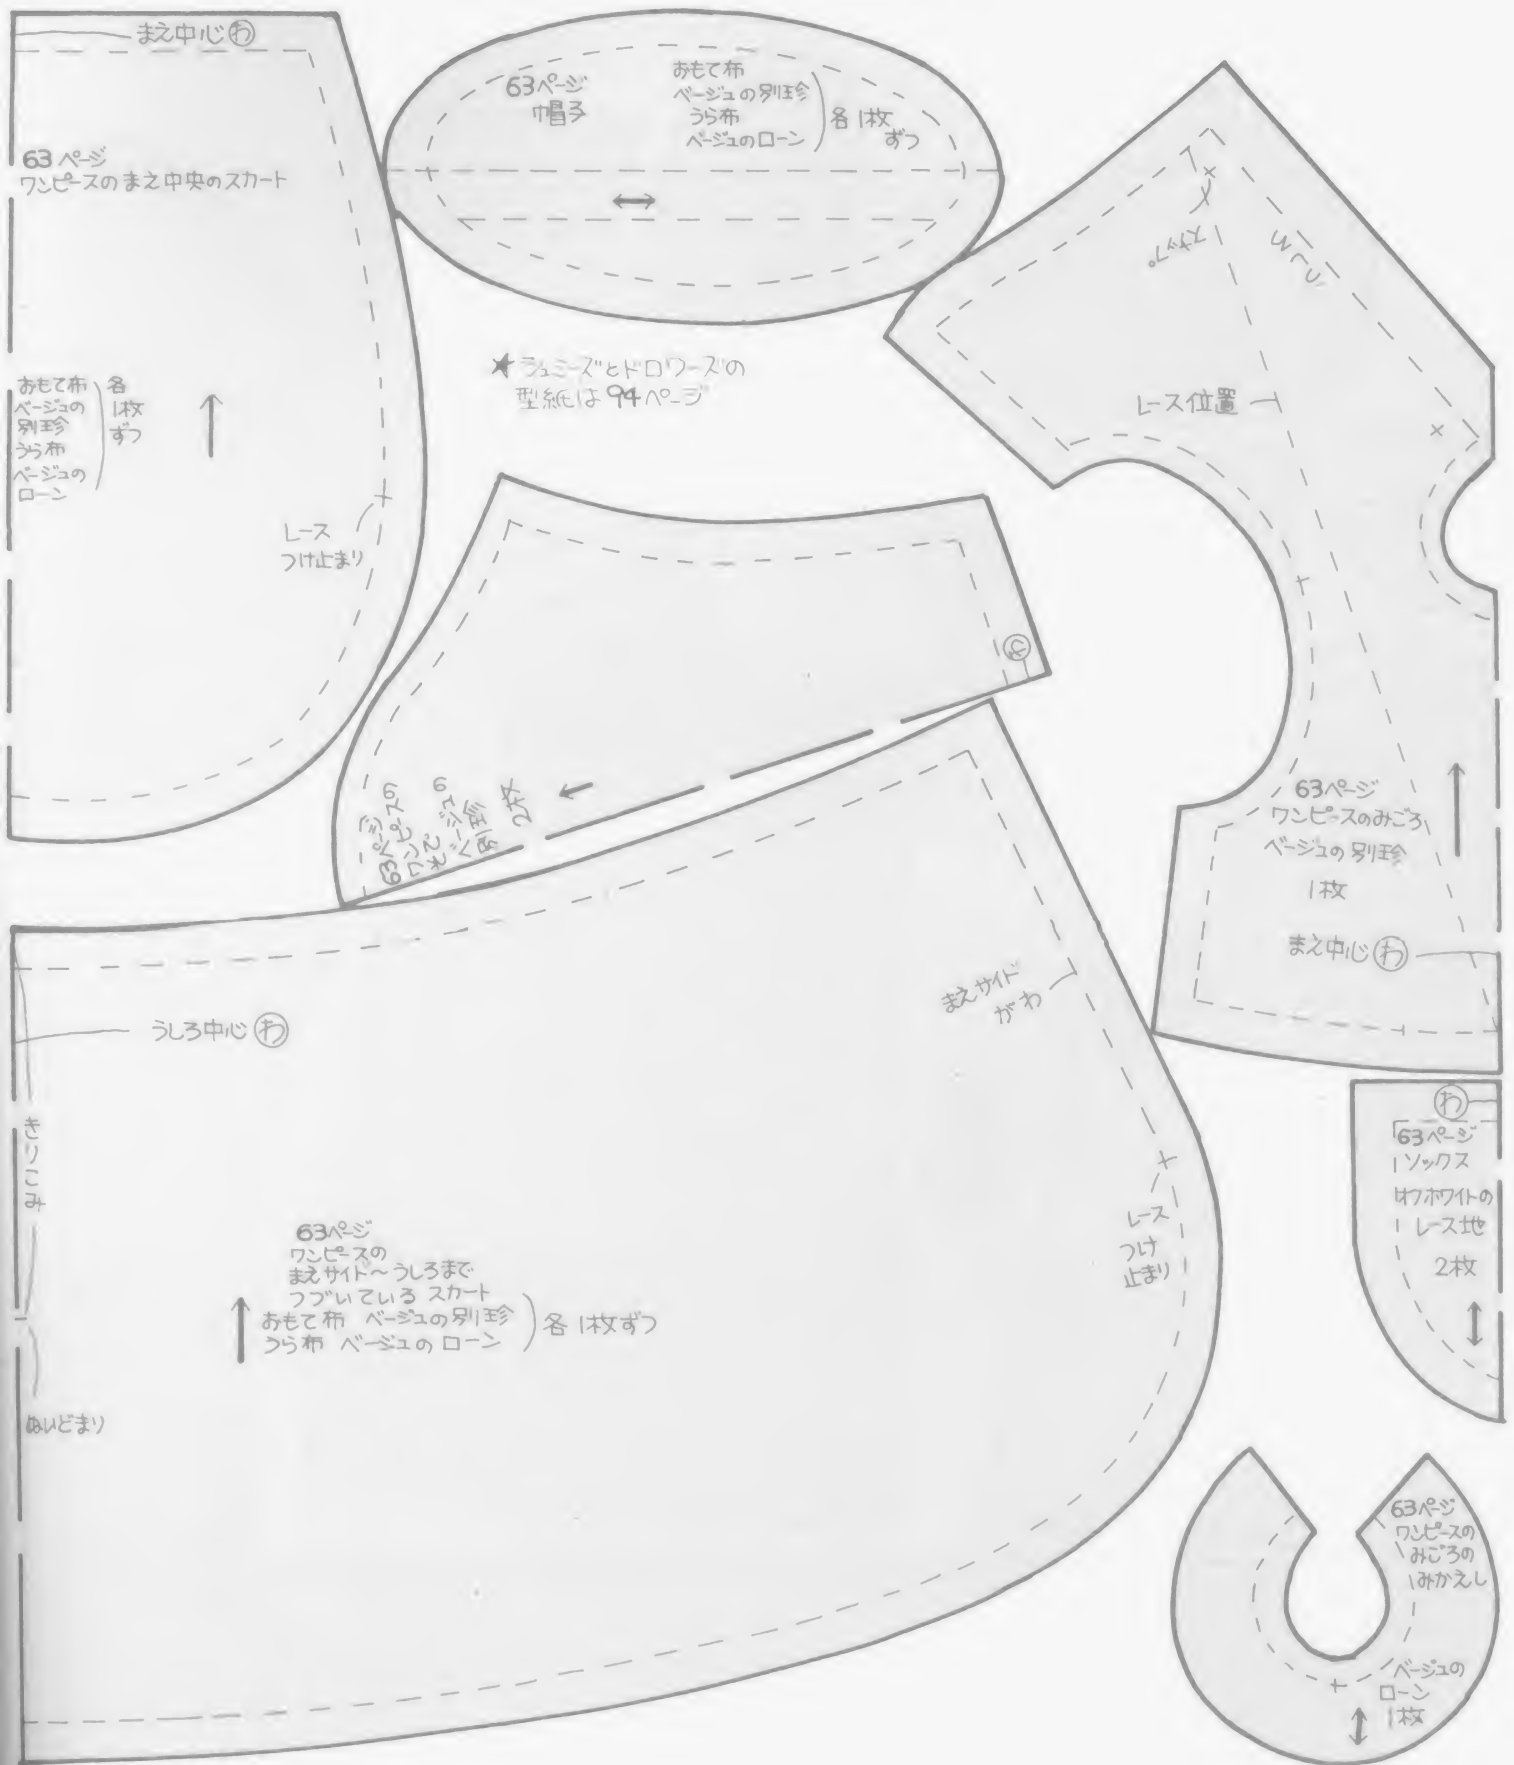 まえ中心 わ
63 ページ
ワンピースの まえ中央のスカート
おもて布
ベージュの
別珍
うら布
ベージュの
ローン
各
1枚
ずつ
レース
つけ止まり
63ページ
帽子
おもて布
ベージュの別珍
うら布
ベージュのローン
各1枚
ずつ
★シュミーズとドロワーズの
型紙は94ページ
スナップ
レース位置
63ページ
ワンピースのみごろ
ベージュの別珍
1枚
まえ中心 わ
わ
63ページ
ワンピースの
そで
ベージュの
別珍
2枚
うしろ中心 わ
きりこみ
ぬいどまり
まえサイド
がわ
レース
つけ
止まり
63ページ
ワンピースの
まえサイド〜うしろまで
つづいている スカート
おもて布 ベージュの別珍
うら布 ベージュの ローン
各1枚ずつ
わ
63ページ
ソックス
オフホワイトの
レース地
2枚
63ページ
ワンピースの
みごろの
みかえし
ベージュの
ローン
1枚